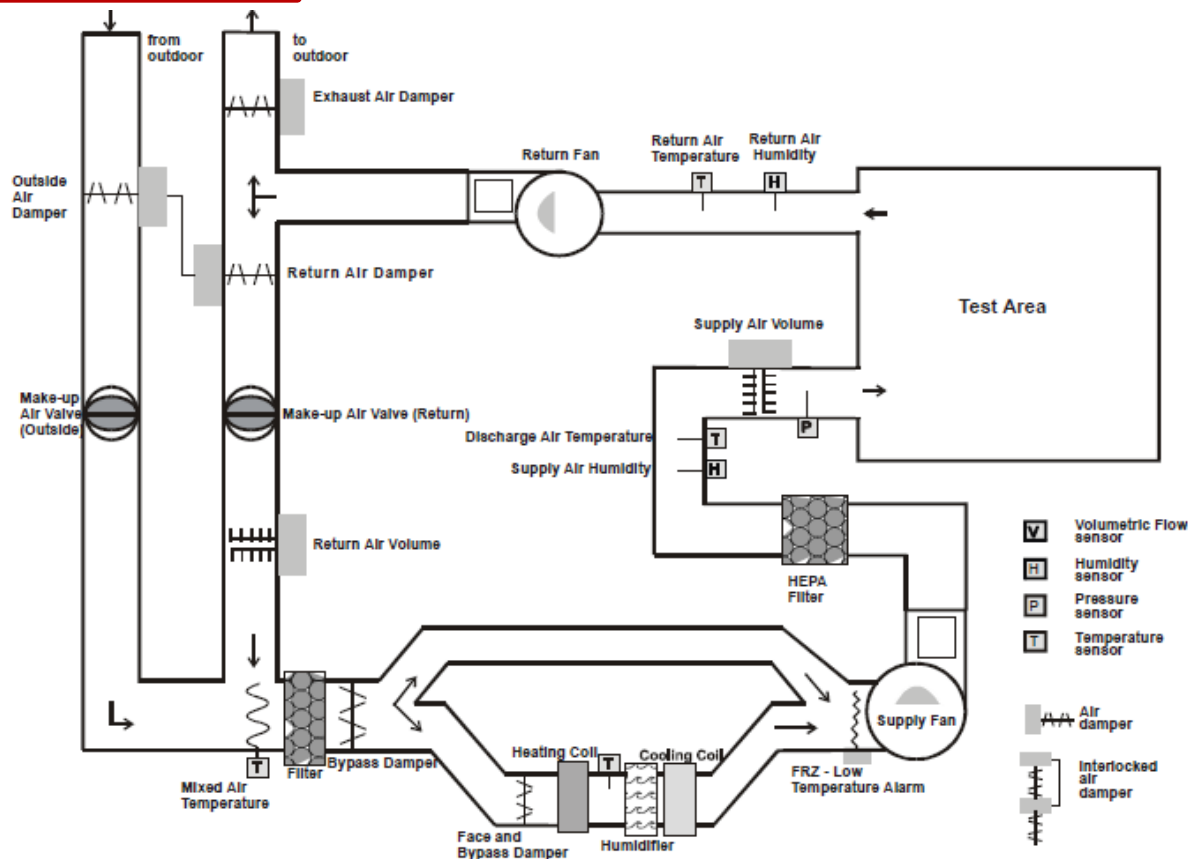 from
outdoor
to
outdoor
Exhaust Air Damper
Return Fan
Return Air
Temperature
Return Air
Humidity
T
H
Outside
Air
Damper
Return Air Damper
Test Area
Supply Air Volume
Make-up
Air Valve
(Outside)
Make-up Air Valve (Return)
P
Discharge Air Temperature
T
Supply Air Humidity
H
Return Air Volume
HEPA
Filter
V
Volumetric Flow
sensor
H
Humidity
sensor
P
Pressure
sensor
T
Temperature
sensor
Supply Fan
T
Mixed Air
Temperature
Filter
Bypass Damper
Heating Coil
T
Cooling Coil
FRZ - Low
Temperature Alarm
Face and
Bypass Damper
Humidifier
Air
damper
Interlocked
air
damper